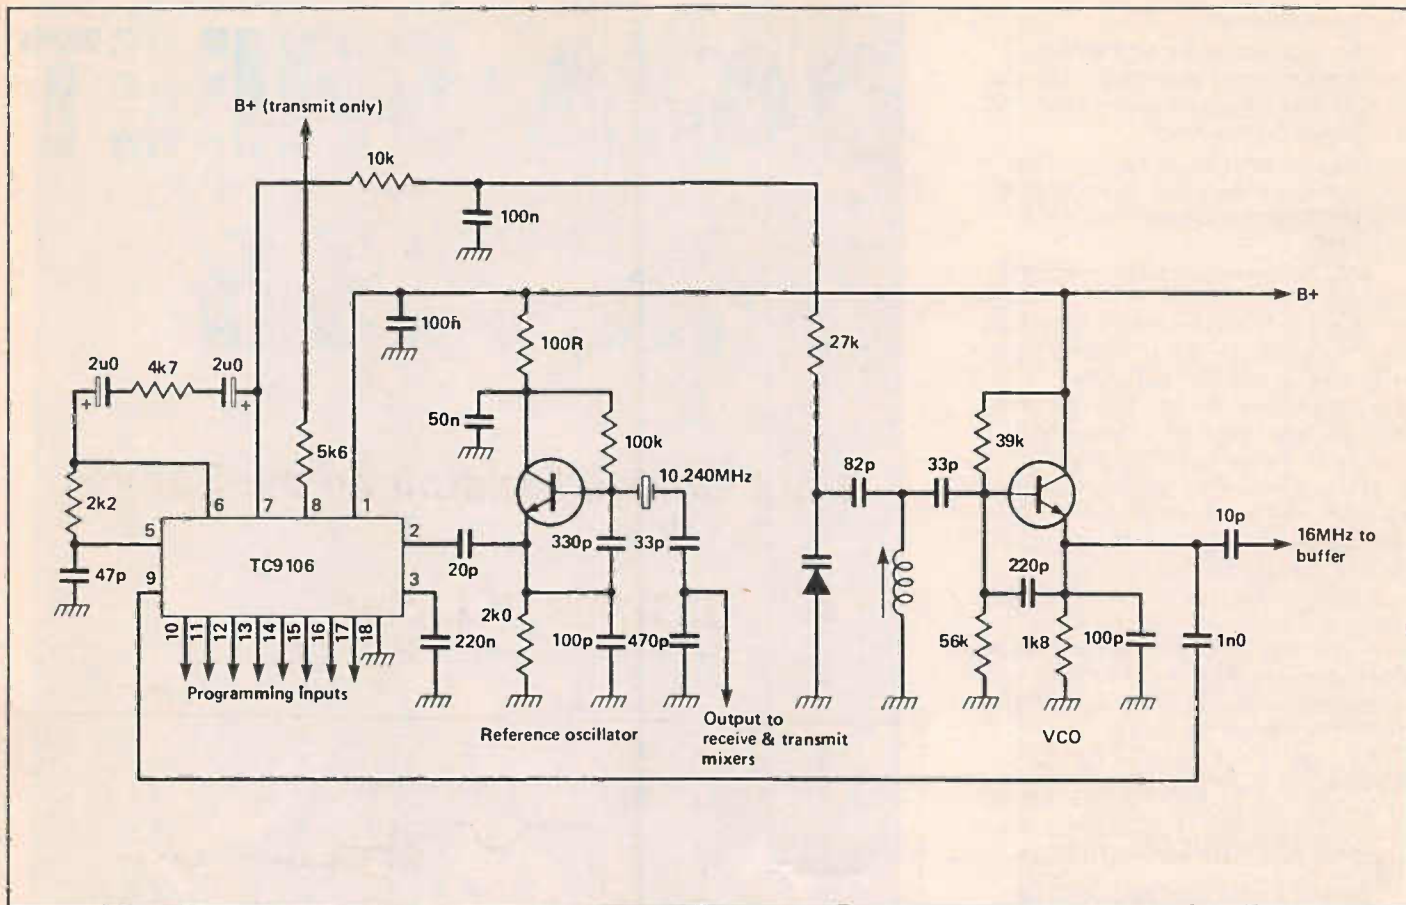 B+ (transmit only)
10k
100n
B+
100n
100R
27k
2u0
4k7
2u0
+
+
50n
100k
39k
5k6
10.240MHz
82p
33p
2k2
6
7
8
1
5
2
10p
16MHz to
buffer
47p
TC9106
330p
33p
20p
220p
9
3
2k0
10
11
12
13
14
15
16
17
18
220n
100p
470p
56k
1k8
100p
1n0
Programming inputs
Reference oscillator
Output to
receive & transmit
mixers
VCO